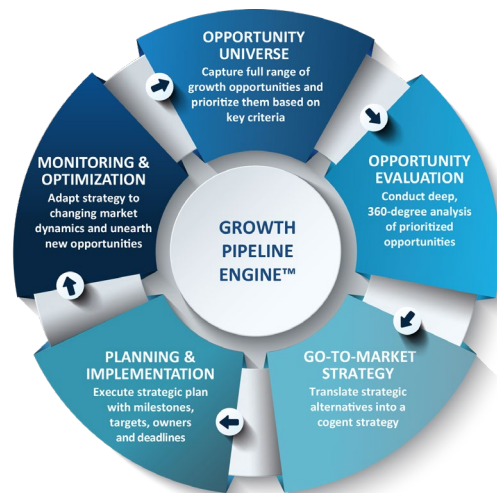 OPPORTUNITY
UNIVERSE
Capture full range of
growth opportunities and
prioritize them based on
key criteria
OPPORTUNITY
EVALUATION
Conduct deep,
360-degree analysis
of prioritized
opportunities
GO-TO-MARKET
STRATEGY
Translate strategic
alternatives into a
cogent strategy
PLANNING &
IMPLEMENTATION
Execute strategic plan
with milestones,
targets, owners
and deadlines
MONITORING &
OPTIMIZATION
Adapt strategy to
changing market
dynamics and unearth
new opportunities
GROWTH
PIPELINE
ENGINE™